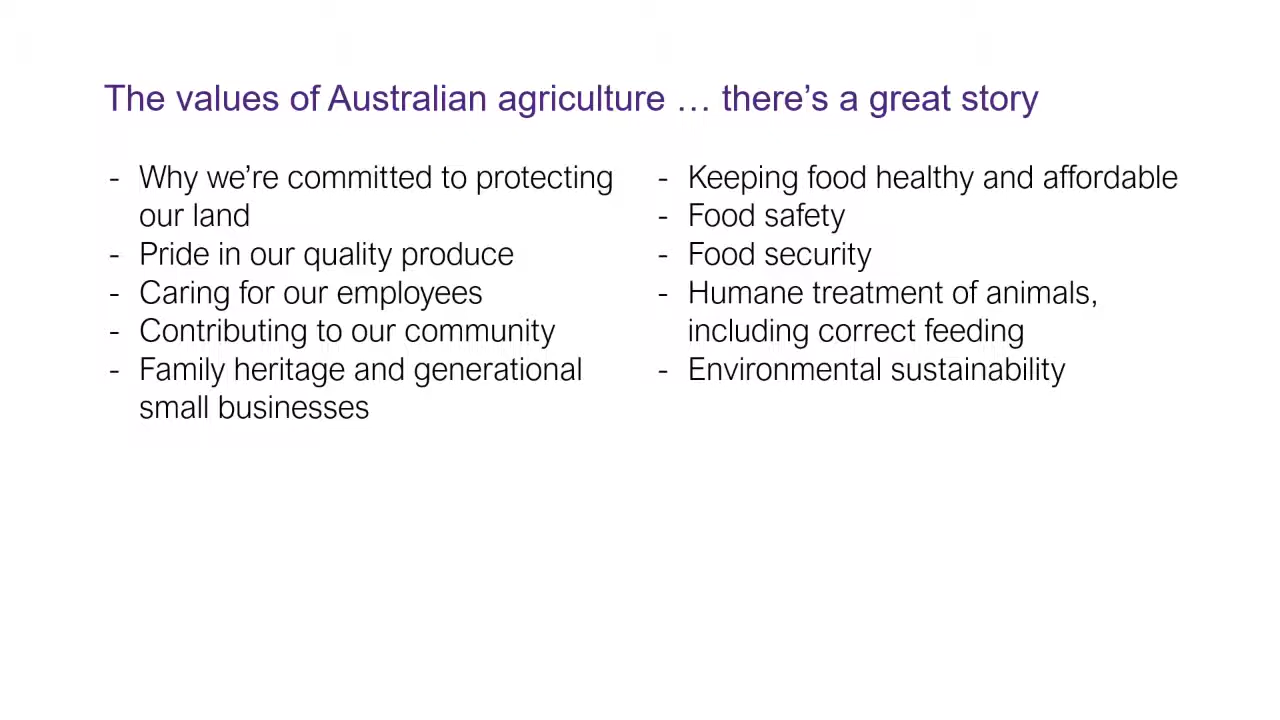 The values of Australian agriculture … there’s a great story
- Why we’re committed to protecting
our land
- Pride in our quality produce
- Caring for our employees
- Contributing to our community
- Family heritage and generational
small businesses
- Keeping food healthy and affordable
- Food safety
- Food security
- Humane treatment of animals,
including correct feeding
- Environmental sustainability